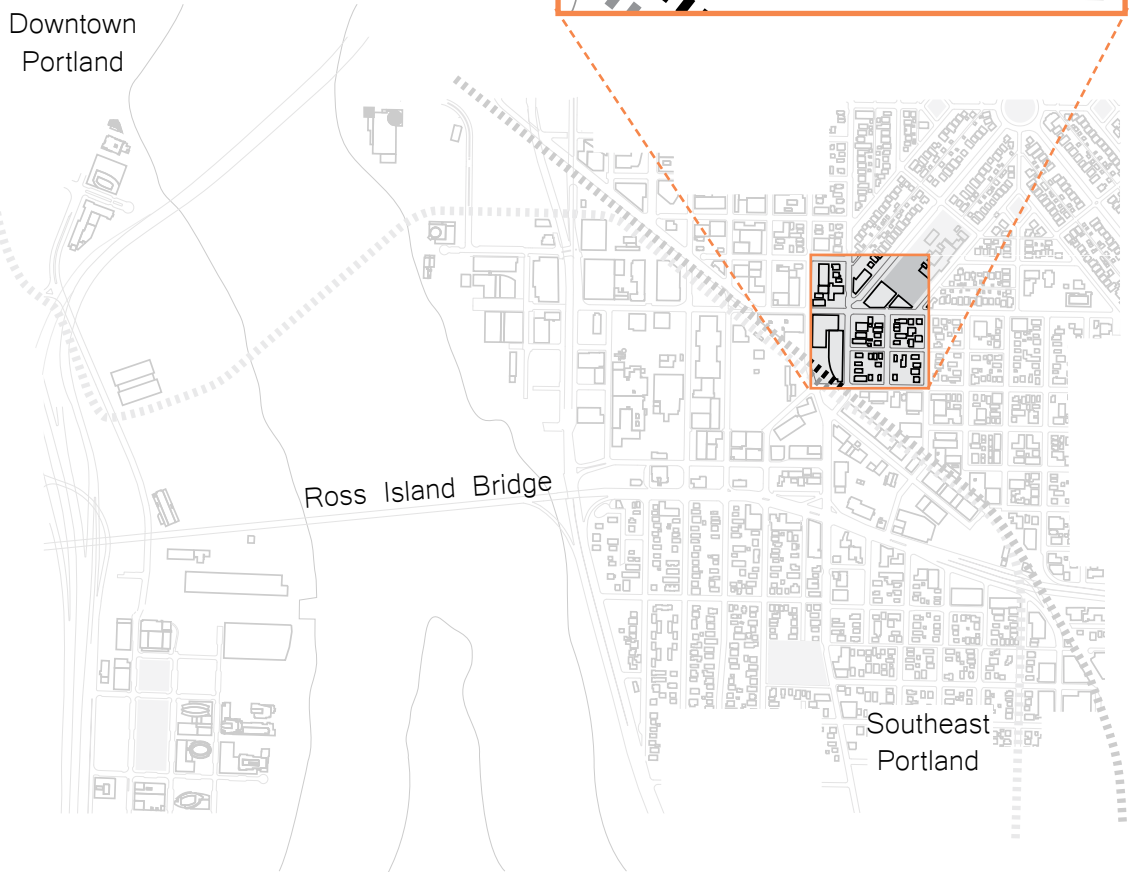 Downtown
Portland
Ross Island Bridge
Southeast
Portland